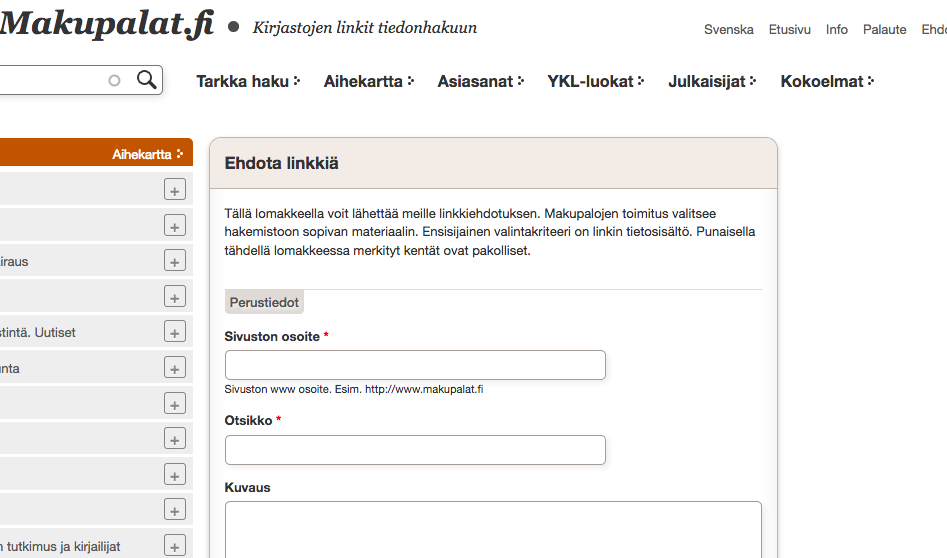 Makupalat.fi
Kirjastojen linkit tiedonhakuun
Svenska Etusivu Info Palaute
Tarkka haku Aihekartta Asiasanat YKL-luokat Julkaisijat Kokoelmat
Aihekartta
iraus
tintä. Uutiset
nta
n tutkimus ja kirjailijat
Ehdota linkkiä
Tällä lomakkeella voit lähettää meille linkkiehdotuksen. Makupalojen toimitus valitsee
hakemistoon sopivan materiaalin. Ensisijainen valintakriteeri on linkin tietosisältö. Punaisella
tähdellä lomakkeessa merkityt kentät ovat pakolliset.
Perustiedot
Sivuston osoite *
Sivuston www osoite. Esim. http://www.makupalat.fi
Otsikko *
Kuvaus